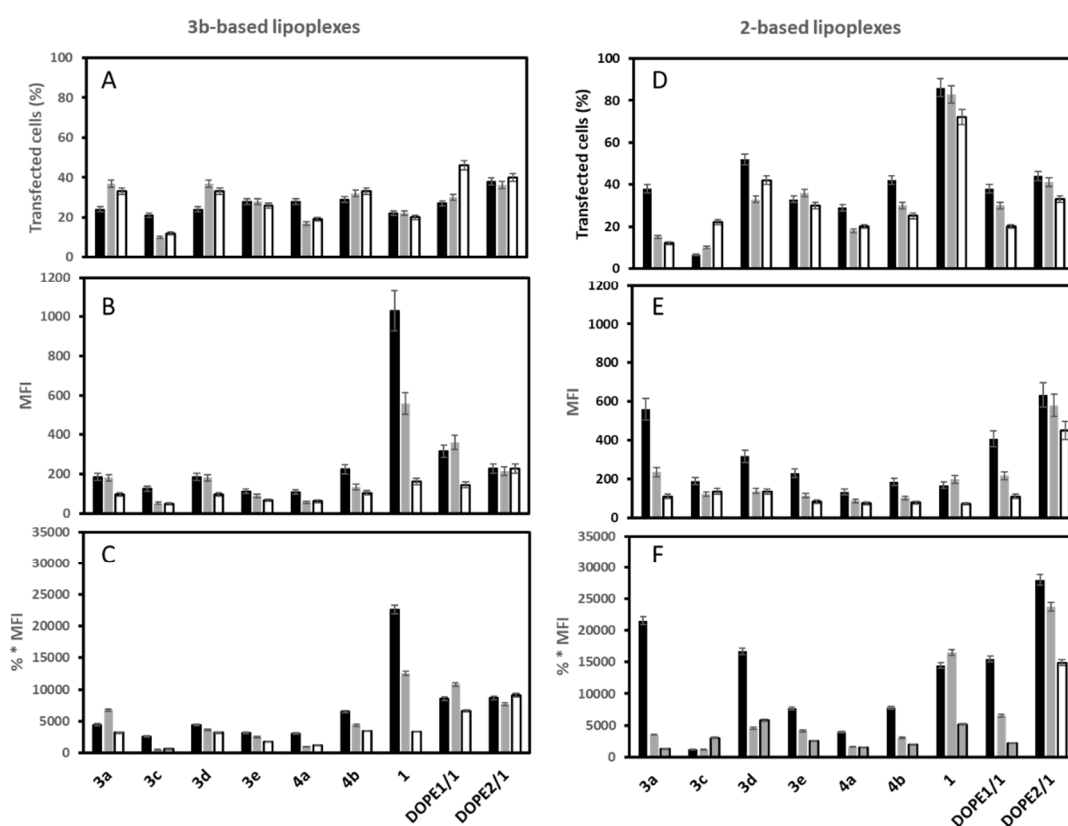 3b-based lipoplexes
2-based lipoplexes
A
Transfected cells (%)
100
80
60
40
20
0
D
Transfected cells (%)
100
80
60
40
20
0
B
MFI
1200
1000
800
600
400
200
0
E
MFI
1200
1000
800
600
400
200
0
C
% * MFI
35000
30000
25000
20000
15000
10000
5000
0
3a
3c
3d
3e
4a
4b
1
DOPE1/1
DOPE2/1
F
% * MFI
35000
30000
25000
20000
15000
10000
5000
0
3a
3c
3d
3e
4a
4b
1
DOPE1/1
DOPE2/1